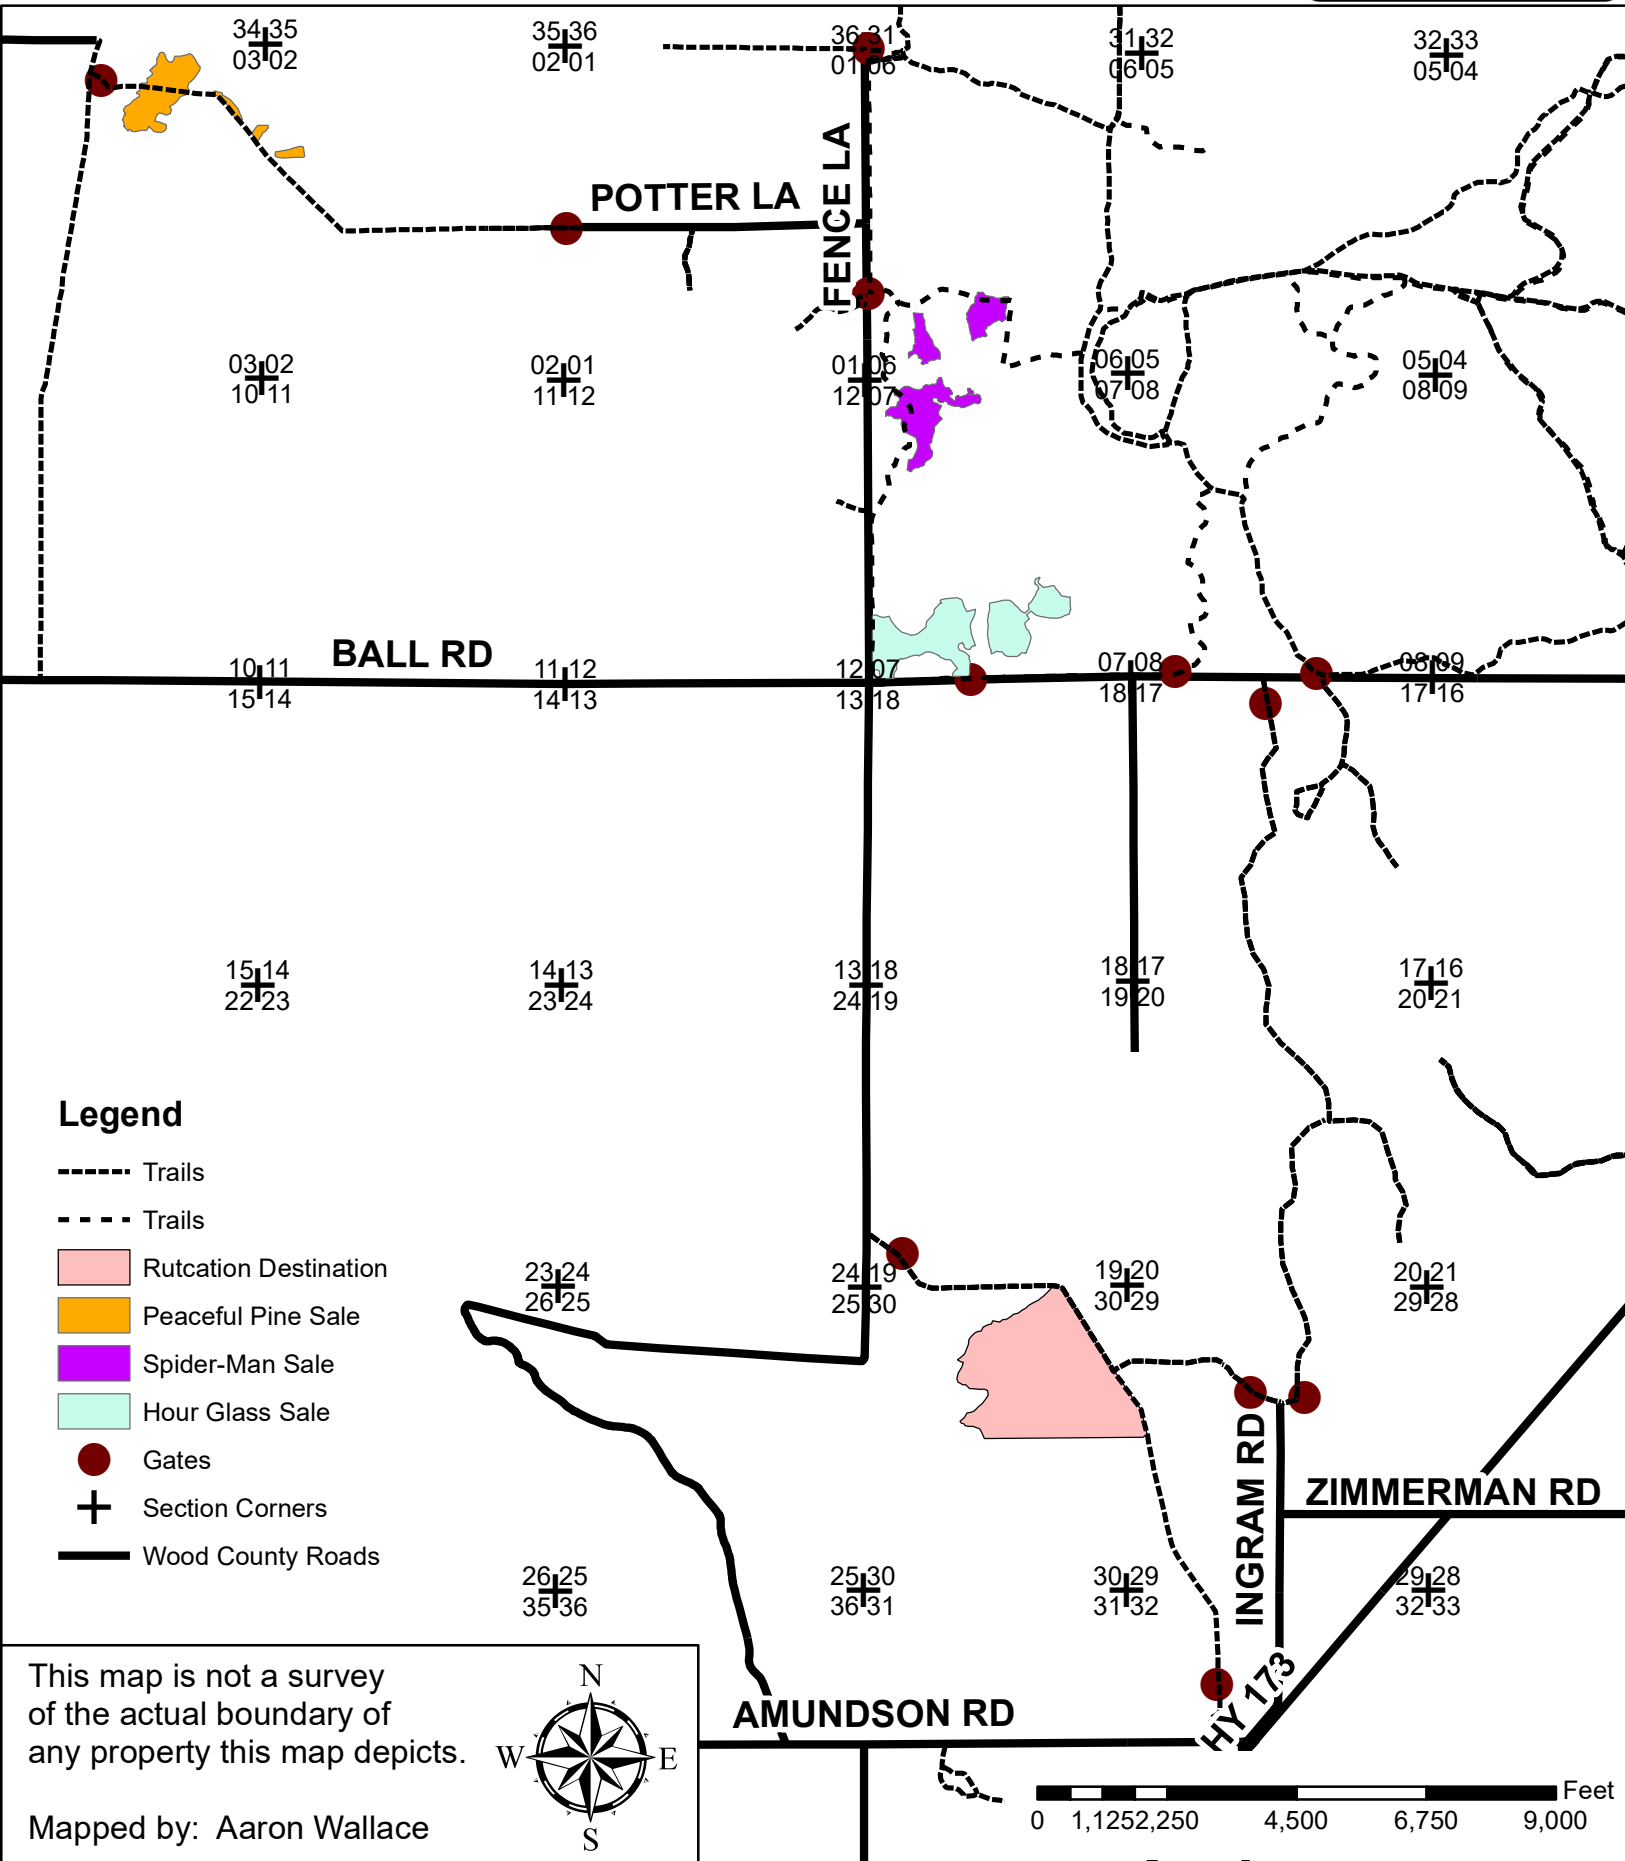 34 35
03 02
35 36
02 01
36 31
01 06
31 32
06 05
32 33
05 04
FENCE LA
POTTER LA
03 02
10 11
02 01
11 12
01 06
12 07
06 05
07 08
05 04
08 09
BALL RD
10 11
15 14
11 12
14 13
12 07
13 18
07 08
18 17
08 09
17 16
15 14
22 23
14 13
23 24
13 18
24 19
18 17
19 20
17 16
20 21
23 24
26 25
24 19
25 30
19 20
30 29
20 21
29 28
INGRAM RD
ZIMMERMAN RD
26 25
35 36
25 30
36 31
30 29
31 32
29 28
32 33
HY 173
AMUNDSON RD
Legend
Trails
Trails
Rutcation Destination
Peaceful Pine Sale
Spider-Man Sale
Hour Glass Sale
Gates
Section Corners
Wood County Roads
This map is not a survey
of the actual boundary of
any property this map depicts.
Mapped by: Aaron Wallace
N
W E
S
Feet
0 1,125 2,250 4,500 6,750 9,000